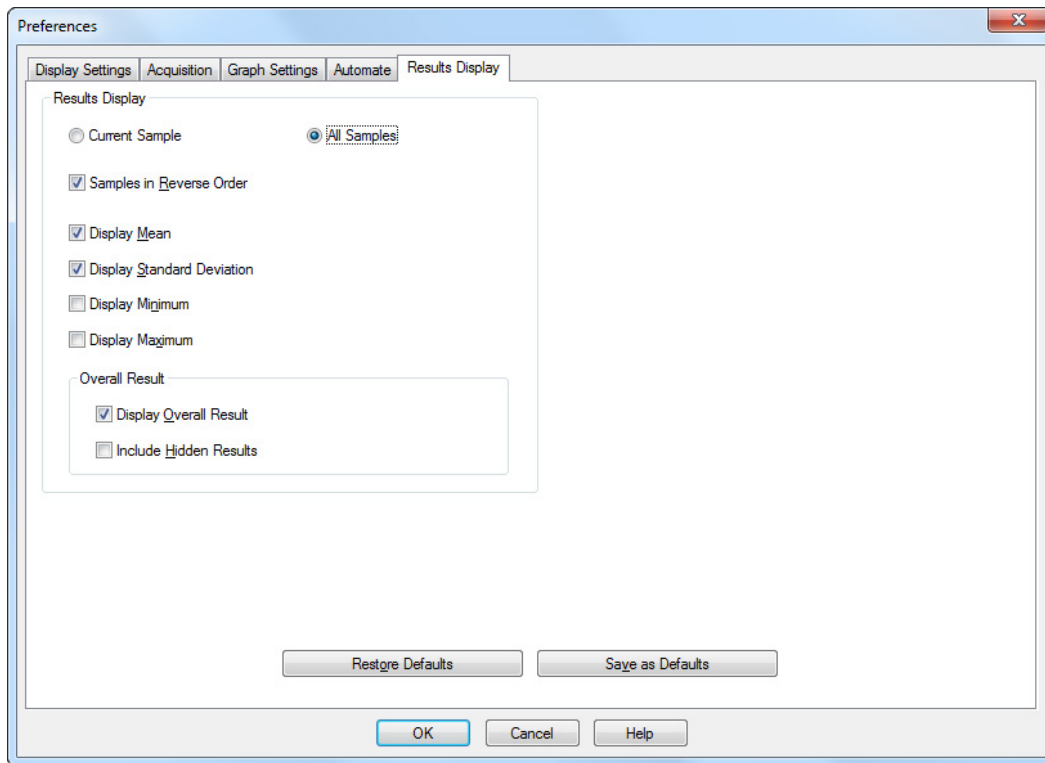 Preferences
Display Settings Acquisition Graph Settings Automate Results Display
Results Display
Current Sample All Samples
Samples in Reverse Order
Display Mean
Display Standard Deviation
Display Minimum
Display Maximum
Overall Result
Display Overall Result
Include Hidden Results
Restore Defaults Save as Defaults
OK Cancel Help